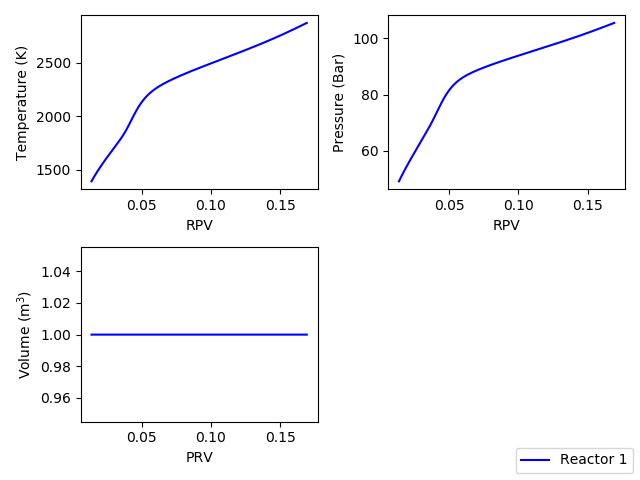 Temperature (K)
2500
2000
1500
0.05 0.10 0.15
RPV
Pressure (Bar)
100
80
60
0.05 0.10 0.15
RPV
Volume (m³)
1.04
1.02
1.00
0.98
0.96
0.05 0.10 0.15
PRV
Reactor 1